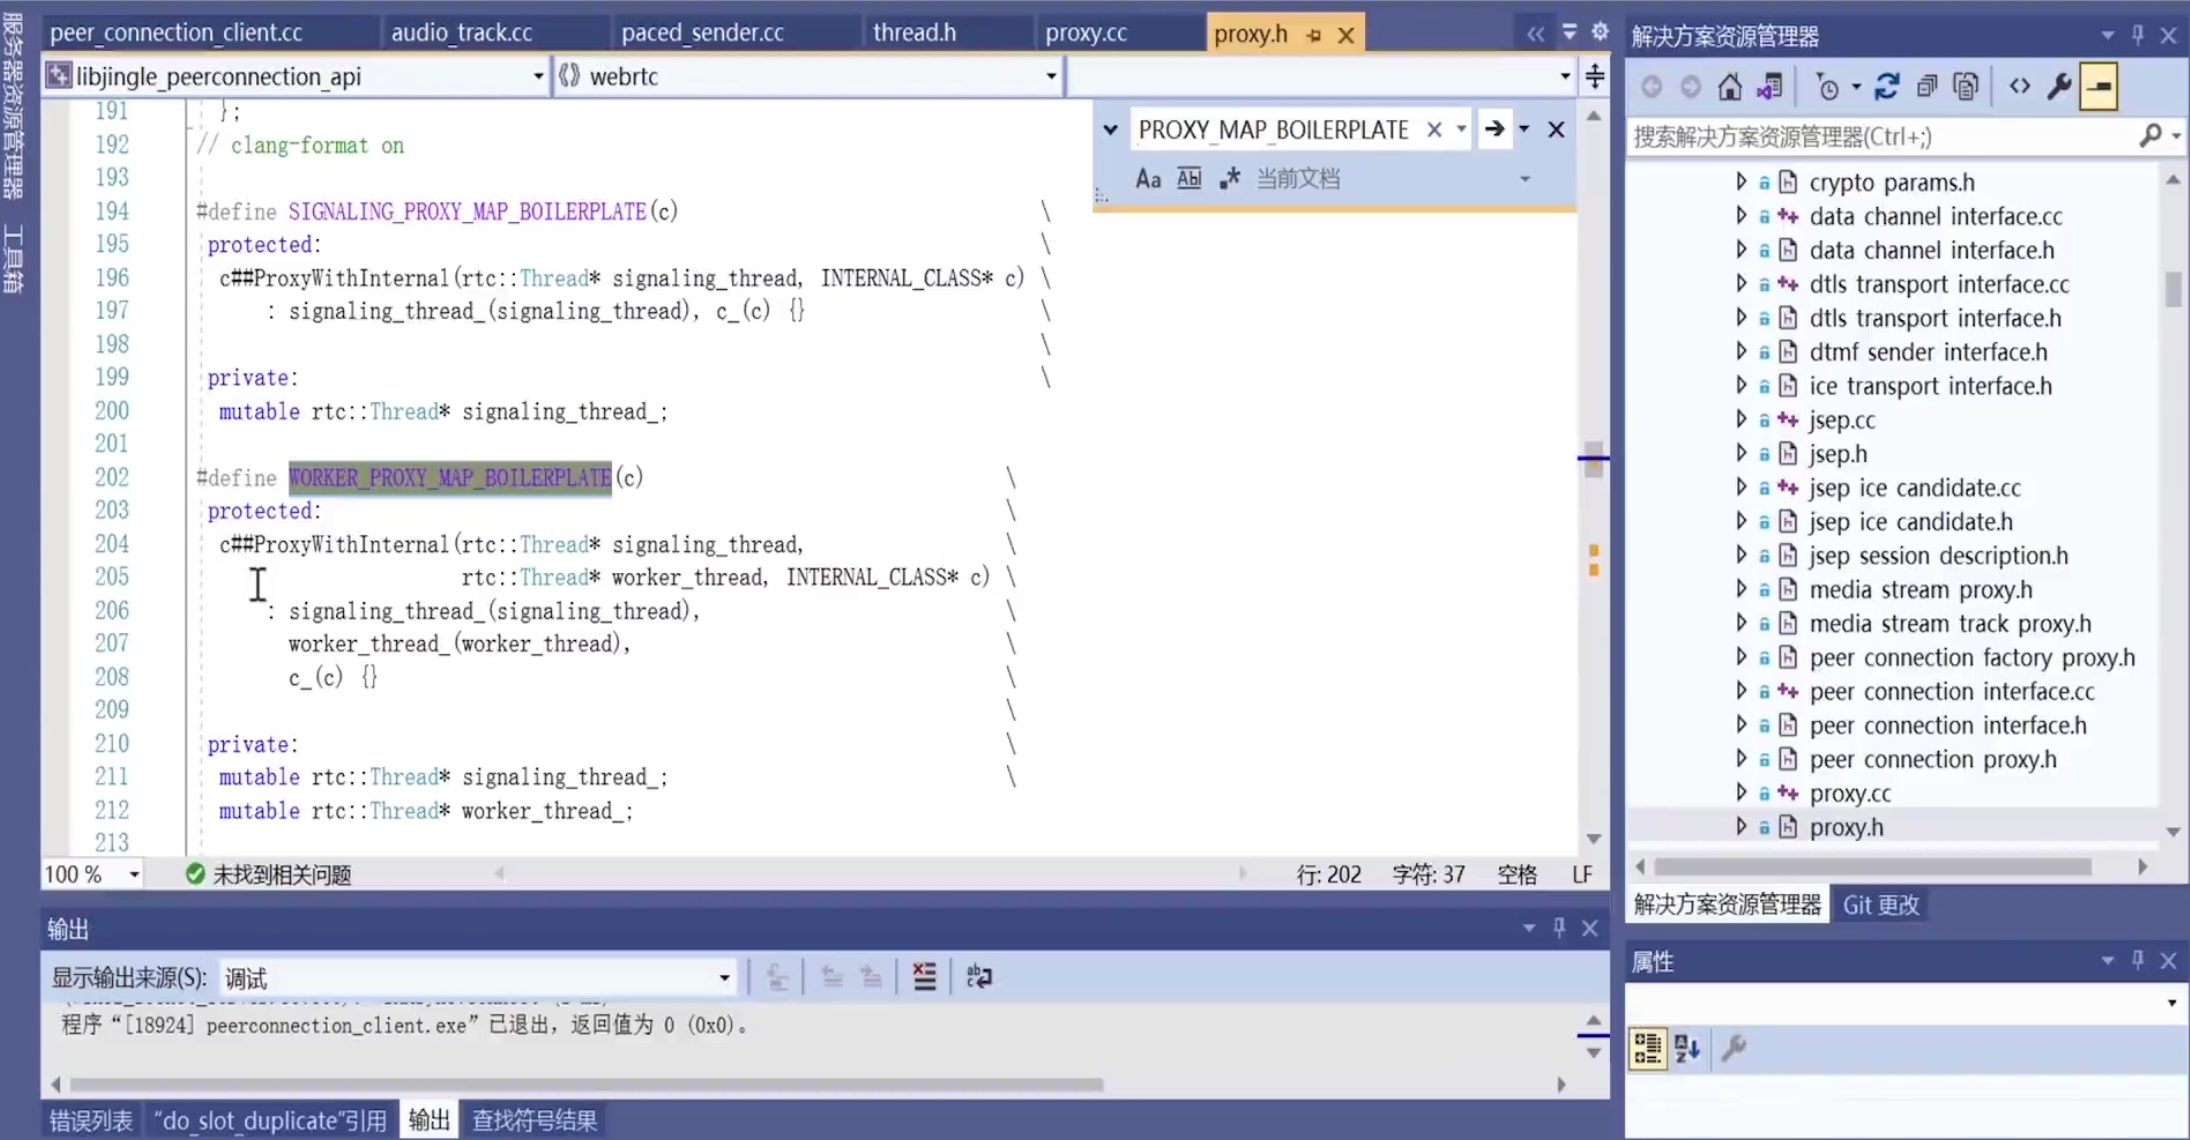 服务器资源管理器
工具箱
peer_connection_client.cc
audio_track.cc
paced_sender.cc
thread.h
proxy.cc
proxy.h
libjingle_peerconnection_api
webrtc
PROXY_MAP_BOILERPLATE
Aa
Abl
当前文档
191 };
192 // clang-format on
193
194 #define SIGNALING_PROXY_MAP_BOILERPLATE(c) \
195 protected: \
196 c##ProxyWithInternal(rtc::Thread* signaling_thread, INTERNAL_CLASS* c) \
197 : signaling_thread_(signaling_thread), c_(c) {} \
198 \
199 private: \
200 mutable rtc::Thread* signaling_thread_;
201
202 #define WORKER_PROXY_MAP_BOILERPLATE(c) \
203 protected: \
204 c##ProxyWithInternal(rtc::Thread* signaling_thread, \
205 rtc::Thread* worker_thread, INTERNAL_CLASS* c) \
206 : signaling_thread_(signaling_thread), \
207 worker_thread_(worker_thread), \
208 c_(c) {} \
209 \
210 private: \
211 mutable rtc::Thread* signaling_thread_; \
212 mutable rtc::Thread* worker_thread_;
213
100 %
未找到相关问题
行: 202
字符: 37
空格
LF
输出
显示输出来源(S):
调试
程序“[18924] peerconnection_client.exe”已退出，返回值为 0 (0x0)。
错误列表
“do_slot_duplicate”引用
输出
查找符号结果
解决方案资源管理器
搜索解决方案资源管理器(Ctrl+;)
crypto params.h
data channel interface.cc
data channel interface.h
dtls transport interface.cc
dtls transport interface.h
dtmf sender interface.h
ice transport interface.h
jsep.cc
jsep.h
jsep ice candidate.cc
jsep ice candidate.h
jsep session description.h
media stream proxy.h
media stream track proxy.h
peer connection factory proxy.h
peer connection interface.cc
peer connection interface.h
peer connection proxy.h
proxy.cc
proxy.h
解决方案资源管理器
Git 更改
属性